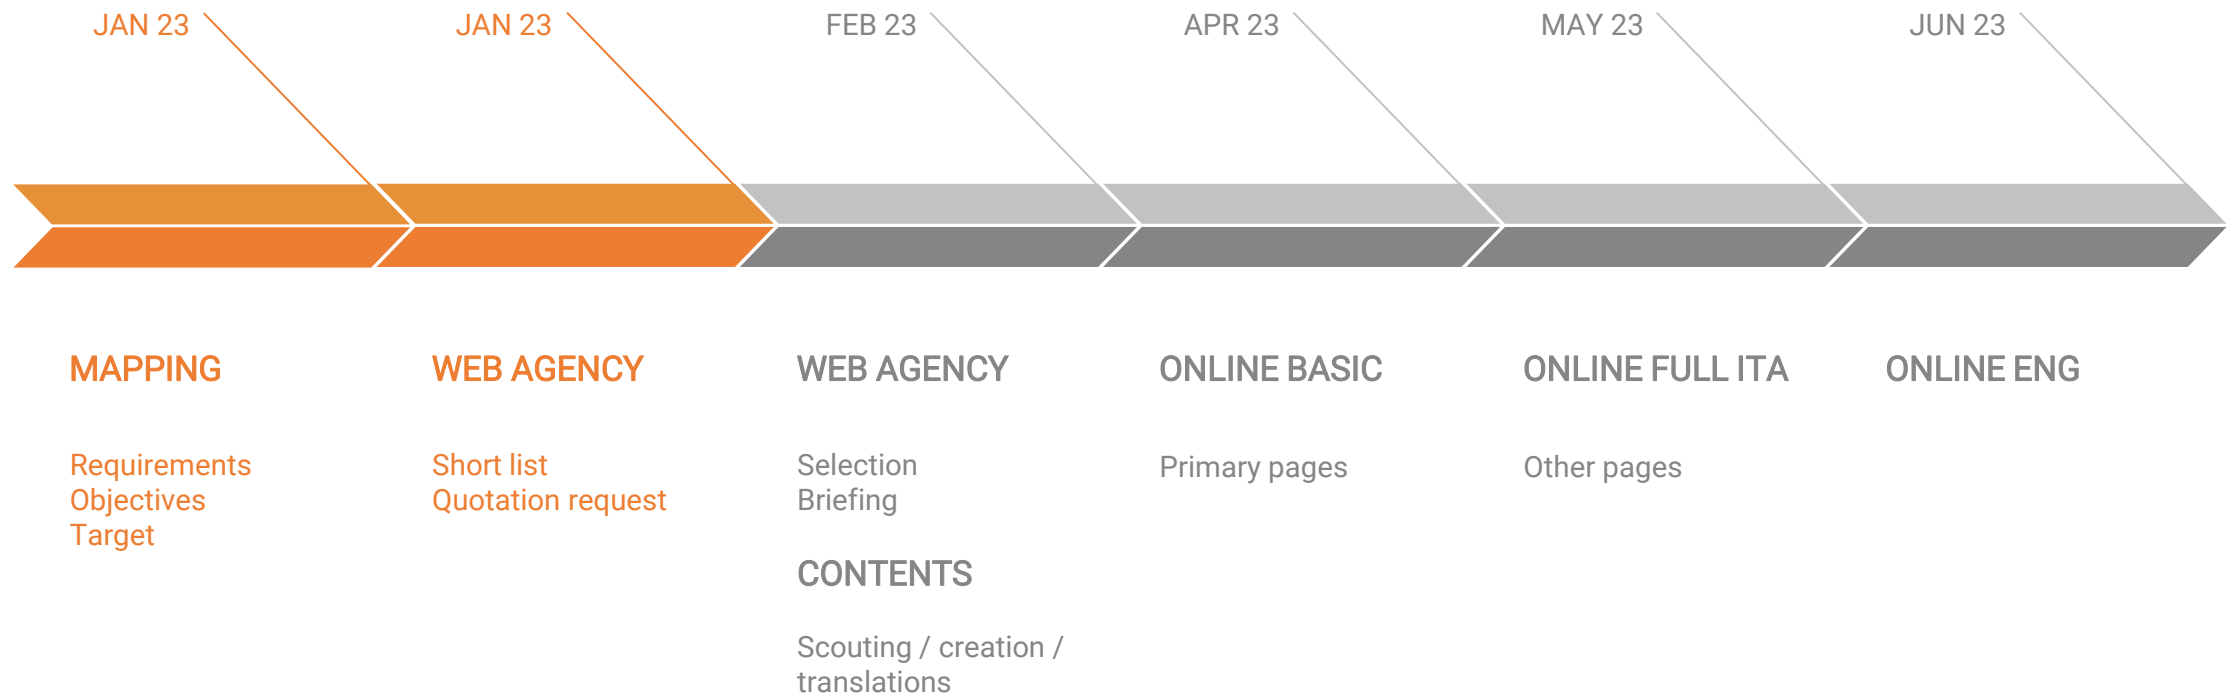 JAN 23
JAN 23
FEB 23
APR 23
MAY 23
JUN 23
MAPPING
Requirements
Objectives
Target
WEB AGENCY
Short list
Quotation request
WEB AGENCY
Selection
Briefing
CONTENTS
Scouting / creation /
translations
ONLINE BASIC
Primary pages
ONLINE FULL ITA
Other pages
ONLINE ENG